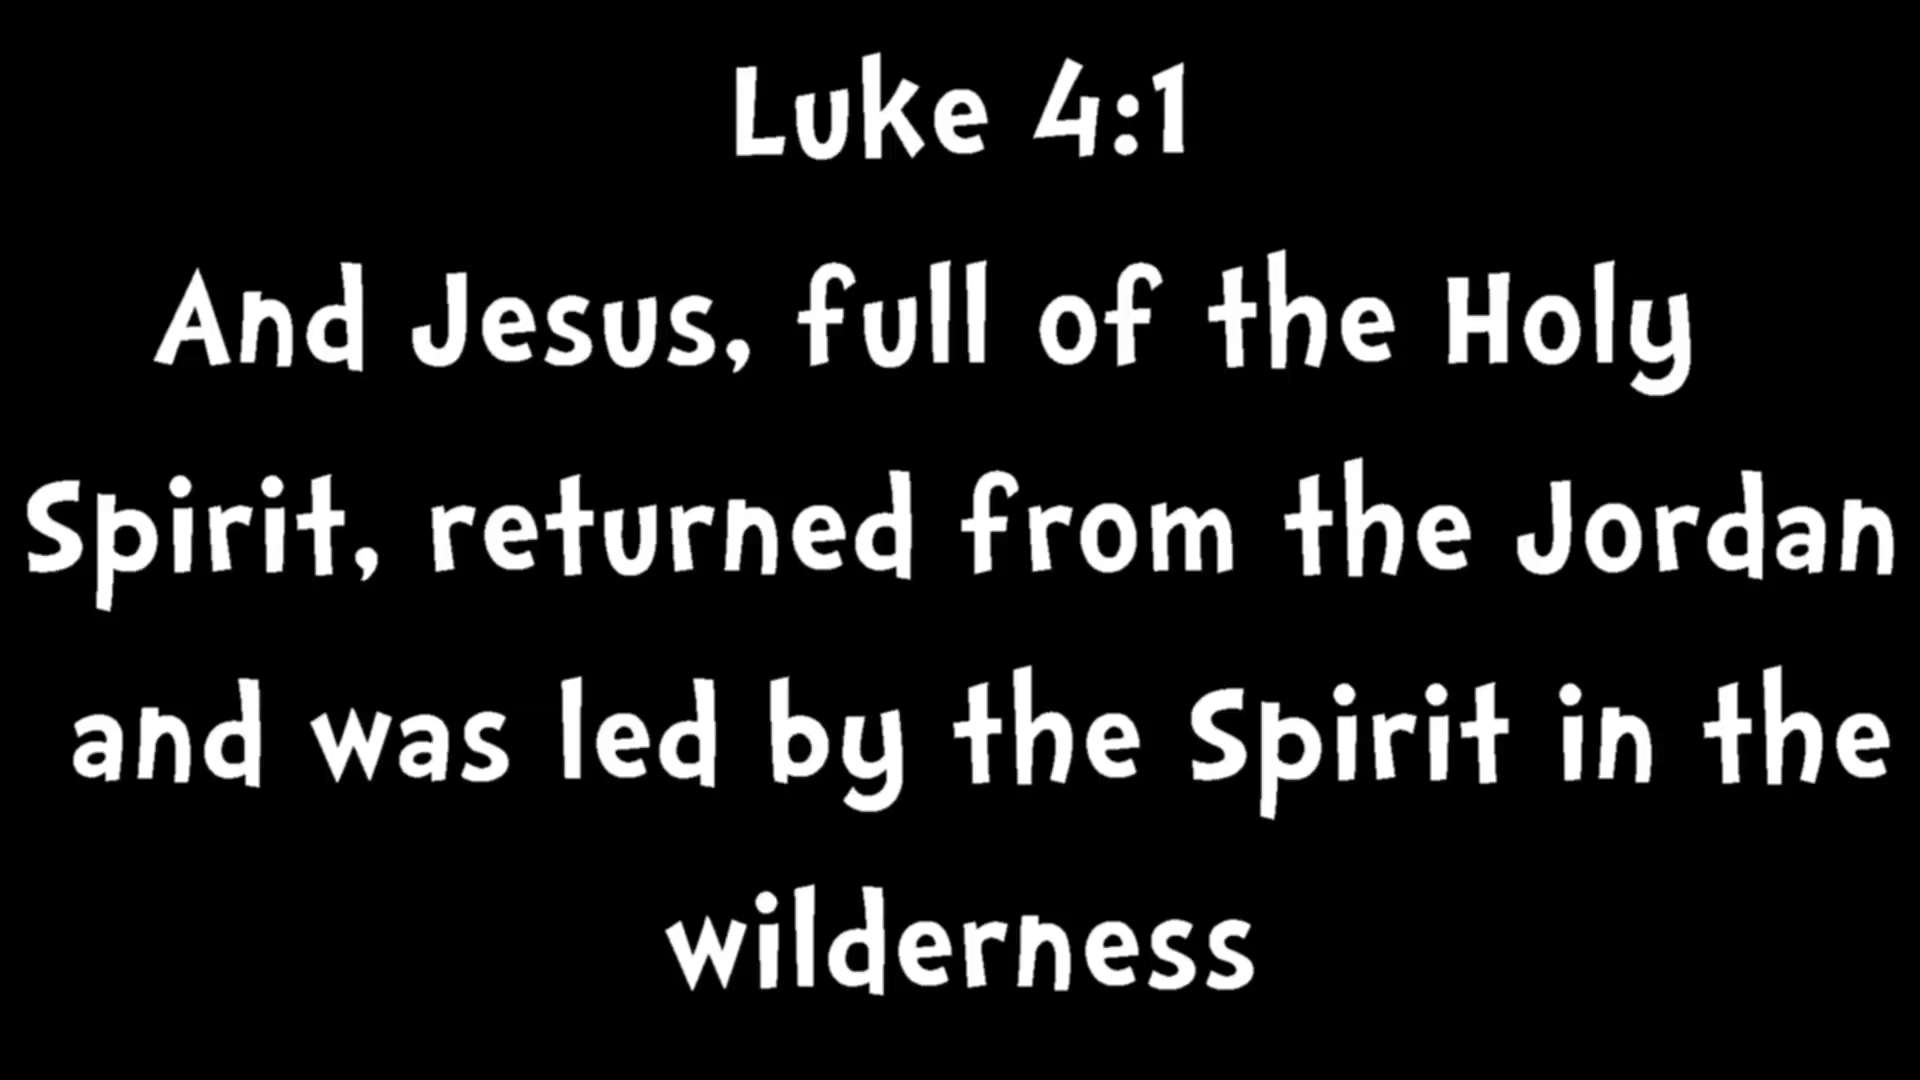 Luke 4:1
And Jesus, full of the Holy
Spirit, returned from the Jordan
and was led by the Spirit in the
wilderness